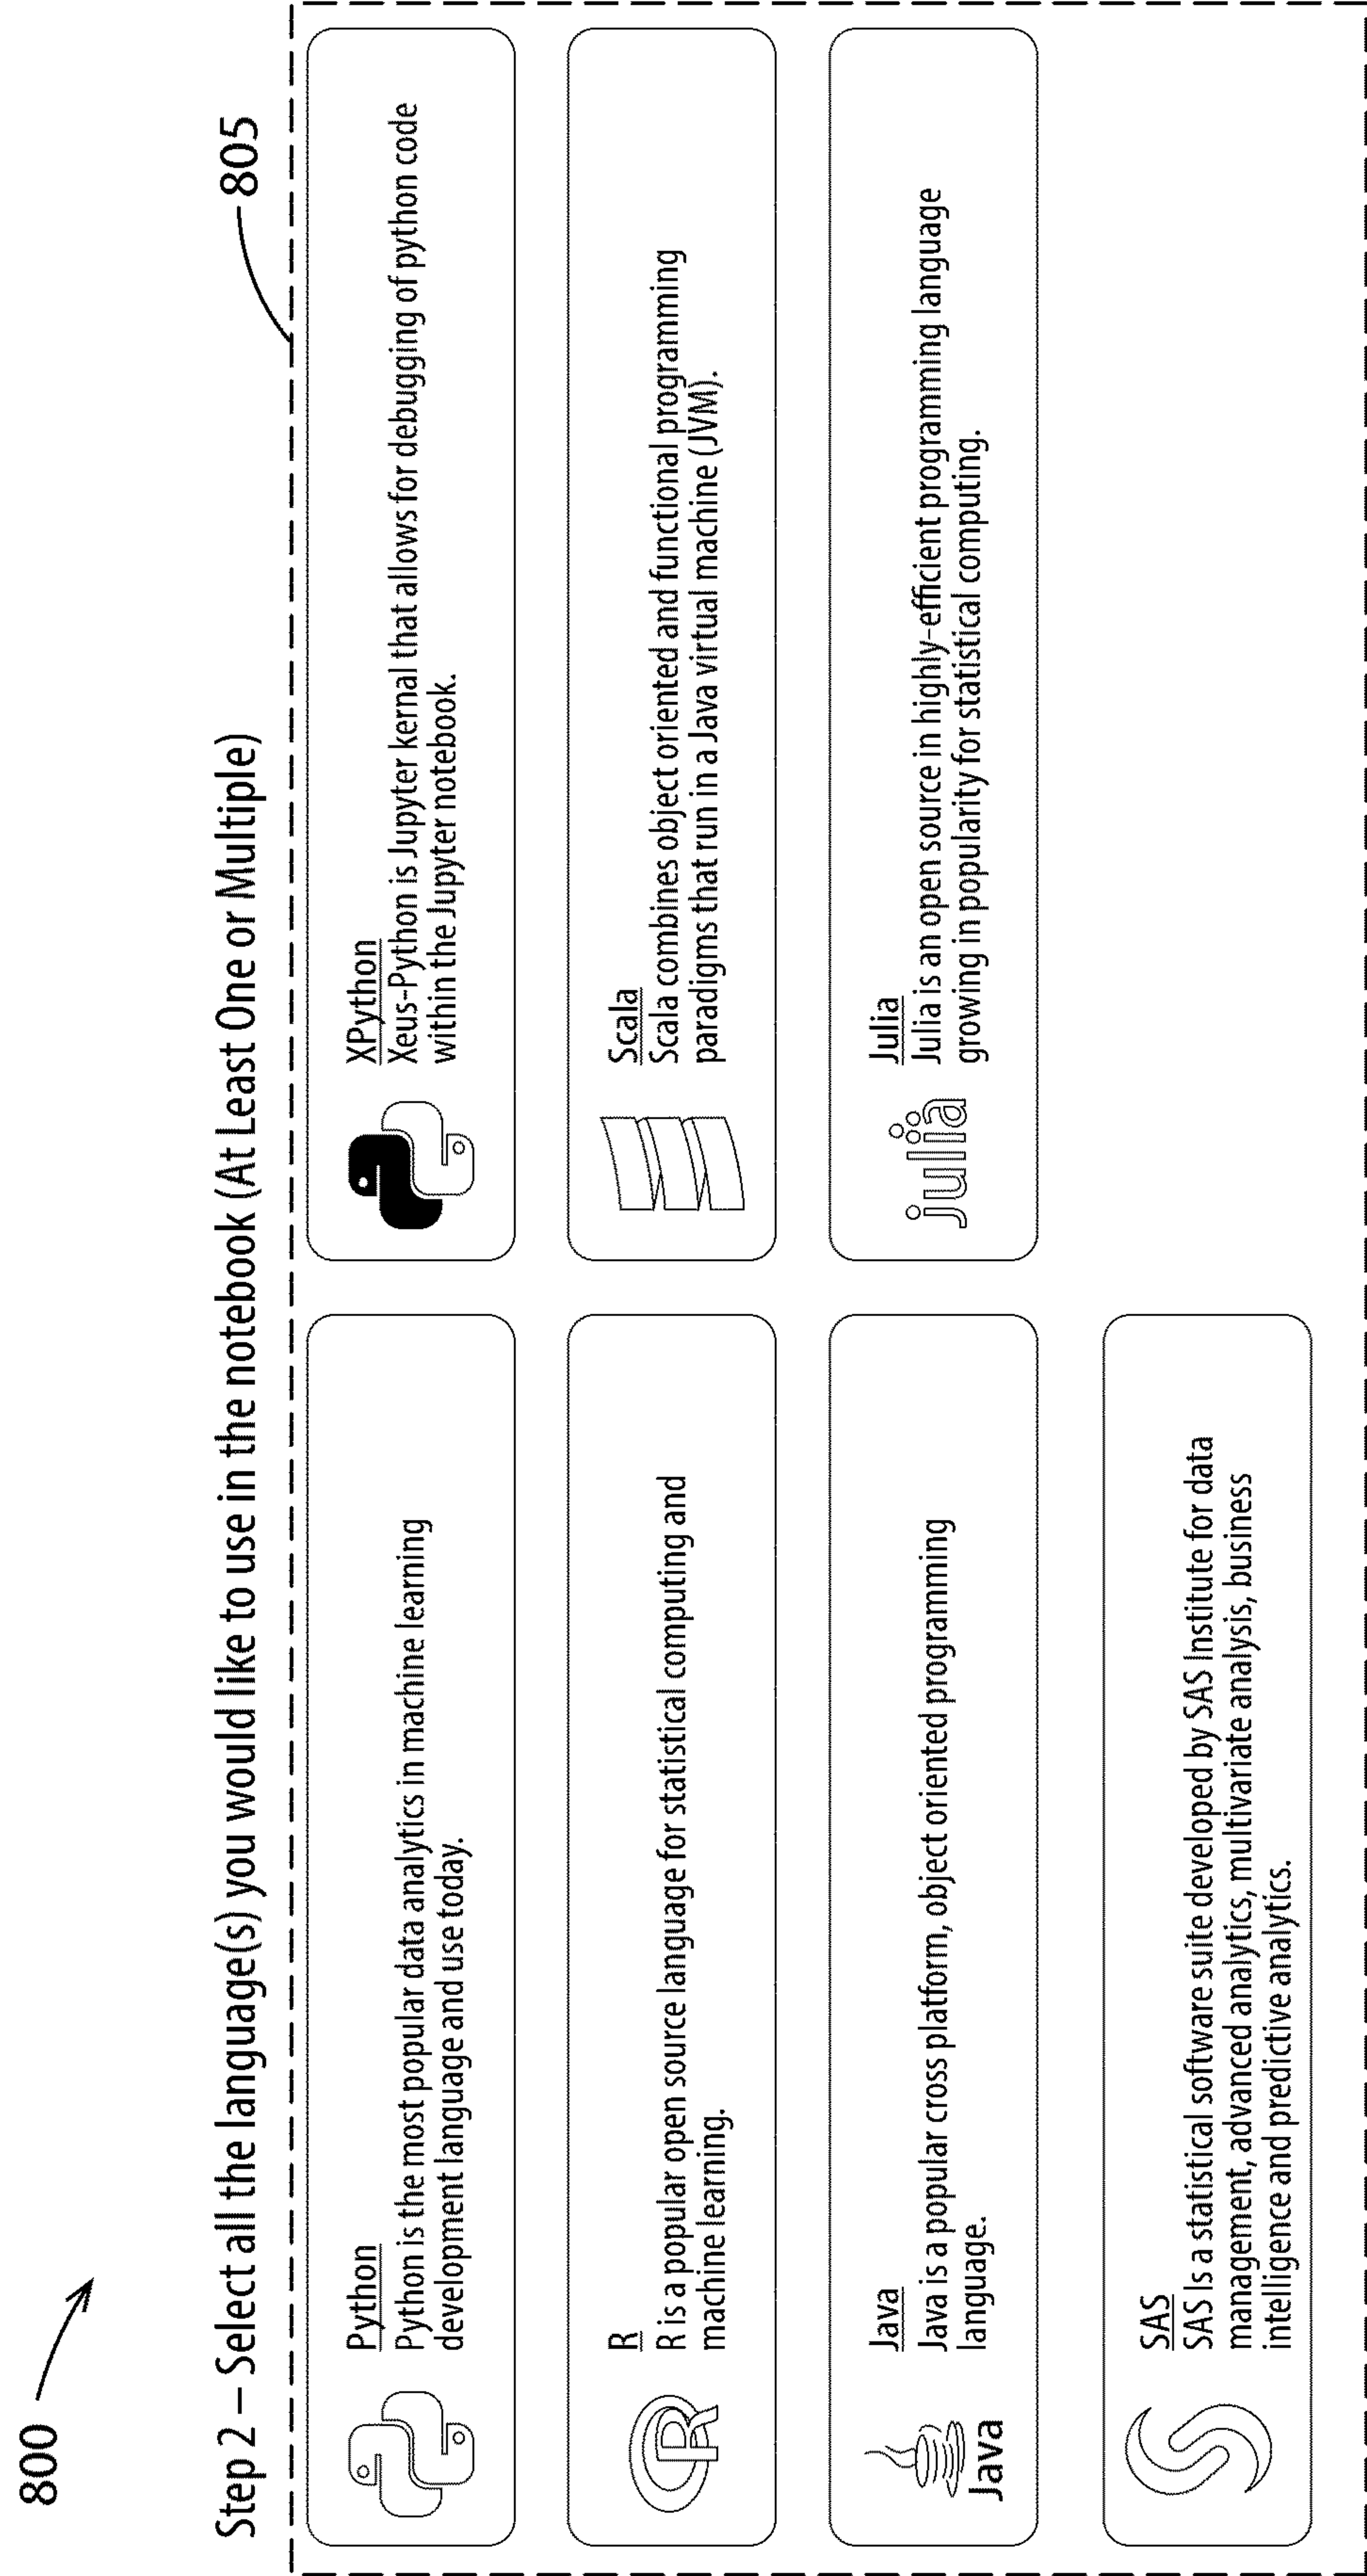 800
Step 2 – Select all the language(s) you would like to use in the notebook (At Least One or Multiple)
805
Python
Python is the most popular data analytics in machine learning
development language and use today.
XPython
Xeus-Python is Jupyter kernal that allows for debugging of python code
within the Jupyter notebook.
R
R
R is a popular open source language for statistical computing and
machine learning.
Scala
Scala combines object oriented and functional programming
paradigms that run in a Java virtual machine (JVM).
Java
Java
Java is a popular cross platform, object oriented programming
language.
julia
Julia
Julia is an open source in highly-efficient programming language
growing in popularity for statistical computing.
SAS
SAS Is a statistical software suite developed by SAS Institute for data
management, advanced analytics, multivariate analysis, business
intelligence and predictive analytics.